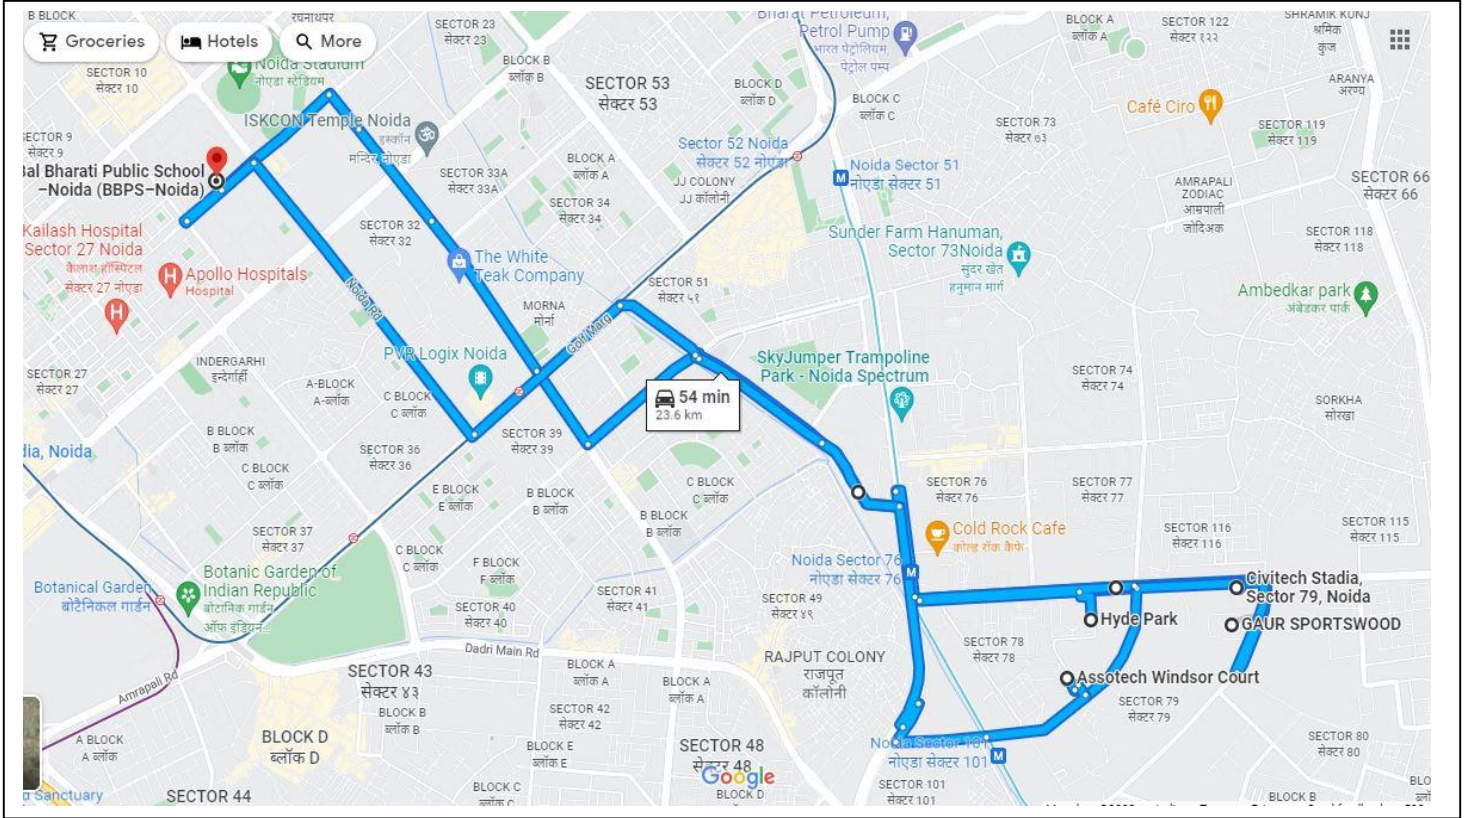 B BLOCK
Groceries
Hotels
More
SECTOR 10
सेक्टर 10
Noida Stadium
नोएडा स्टेडियम
SECTOR 23
सेक्टर 23
BLOCK B
ब्लॉक B
SECTOR 53
सेक्टर 53
BLOCK D
ब्लॉक D
Bharat Petroleum,
Petrol Pump
भारत पेट्रोलियम,
पेट्रोल पम्प
BLOCK C
ब्लॉक C
BLOCK A
ब्लॉक A
SECTOR 122
सेक्टर १२२
SHRAMIK KUNJ
श्रमिक
कुंज
ARANYA
अरण्य
Café Ciro
SECTOR 73
सेक्टर ७३
SECTOR 119
सेक्टर 119
SECTOR 9
सेक्टर 9
ISKCON Temple Noida
इस्कॉन
मन्दिर नोएडा
Bal Bharati Public School
–Noida (BBPS–Noida)
SECTOR 33A
सेक्टर 33A
BLOCK A
ब्लॉक A
Sector 52 Noida
सेक्टर 52 नोएडा
JJ COLONY
JJ कॉलोनी
Noida Sector 51
नोएडा सेक्टर 51
AMRAPALI
ZODIAC
आम्रपाली
जोदिअक
SECTOR 66
सेक्टर 66
SECTOR 34
सेक्टर 34
SECTOR 32
सेक्टर 32
Kailash Hospital
Sector 27 Noida
कैलाश हॉस्पिटल
सेक्टर 27 नोएडा
Apollo Hospitals
Hospital
The White
Teak Company
Sunder Farm Hanuman,
Sector 73Noida
सुंदर खेत
हनुमान मार्ग
SECTOR 118
सेक्टर 118
Ambedkar park
अंबेडकर पार्क
SECTOR 51
सेक्टर ५१
MORNA
मोर्ना
Noida Rd
Golf Marg
PVR Logix Noida
INDERGARHI
इन्देर्गर्ही
SECTOR 27
सेक्टर 27
A-BLOCK
A-ब्लॉक
C BLOCK
C ब्लॉक
54 min
23.6 km
SkyJumper Trampoline
Park - Noida Spectrum
SECTOR 74
सेक्टर 74
SORKHA
सोरखा
B BLOCK
B ब्लॉक
SECTOR 36
सेक्टर 36
SECTOR 39
सेक्टर 39
dia, Noida
C BLOCK
C ब्लॉक
E BLOCK
E ब्लॉक
B BLOCK
B ब्लॉक
C BLOCK
C ब्लॉक
B BLOCK
B ब्लॉक
SECTOR 76
सेक्टर 76
SECTOR 77
सेक्टर 77
SECTOR 37
सेक्टर 37
Cold Rock Cafe
कोल्ड रॉक कैफे
SECTOR 116
सेक्टर 116
SECTOR 115
सेक्टर 115
C BLOCK
C ब्लॉक
F BLOCK
F ब्लॉक
Botanical Garden
बोटैनिकल गार्डन
Botanic Garden of
Indian Republic
बोटानिक गार्डन
ऑफ इंडियन...
SECTOR 41
सेक्टर 41
SECTOR 40
सेक्टर 40
Noida Sector 76
नोएडा सेक्टर 76
SECTOR 49
सेक्टर ४९
Civitech Stadia,
Sector 79, Noida
Hyde Park
GAUR SPORTSWOOD
Dadri Main Rd
SECTOR 78
सेक्टर 78
RAJPUT COLONY
राजपूत
कॉलोनी
SECTOR 43
सेक्टर ४३
BLOCK A
ब्लॉक A
BLOCK A
ब्लॉक A
Assotech Windsor Court
SECTOR 79
सेक्टर 79
Amrapali Rd
BLOCK B
ब्लॉक B
SECTOR 42
सेक्टर 42
A BLOCK
A ब्लॉक
BLOCK D
ब्लॉक D
BLOCK E
ब्लॉक E
SECTOR 48
सेक्टर 48
Noida Sector 101
नोएडा सेक्टर 101
SECTOR 80
सेक्टर 80
Google
BLOCK D
SECTOR 44
BLOCK C
ब्लॉक C
SECTOR 101
सेक्टर 101
BLOCK B
Sanctuary